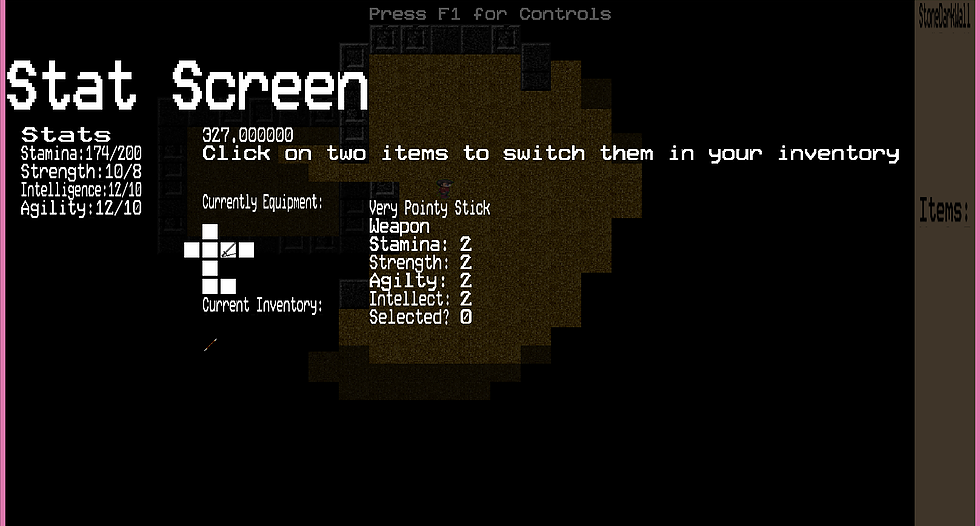 Press F1 for Controls
StoneDarkWall
Stat Screen
Stats
327.000000
Stamina:174/200
Click on two items to switch them in your inventory
Strength:10/8
Intelligence:12/10
Agility:12/10
Currently Equipment:
Very Pointy Stick
Items:
Weapon
Stamina: 2
Strength: 2
Agilty: 2
Intellect: 2
Current Inventory:
Selected? 0